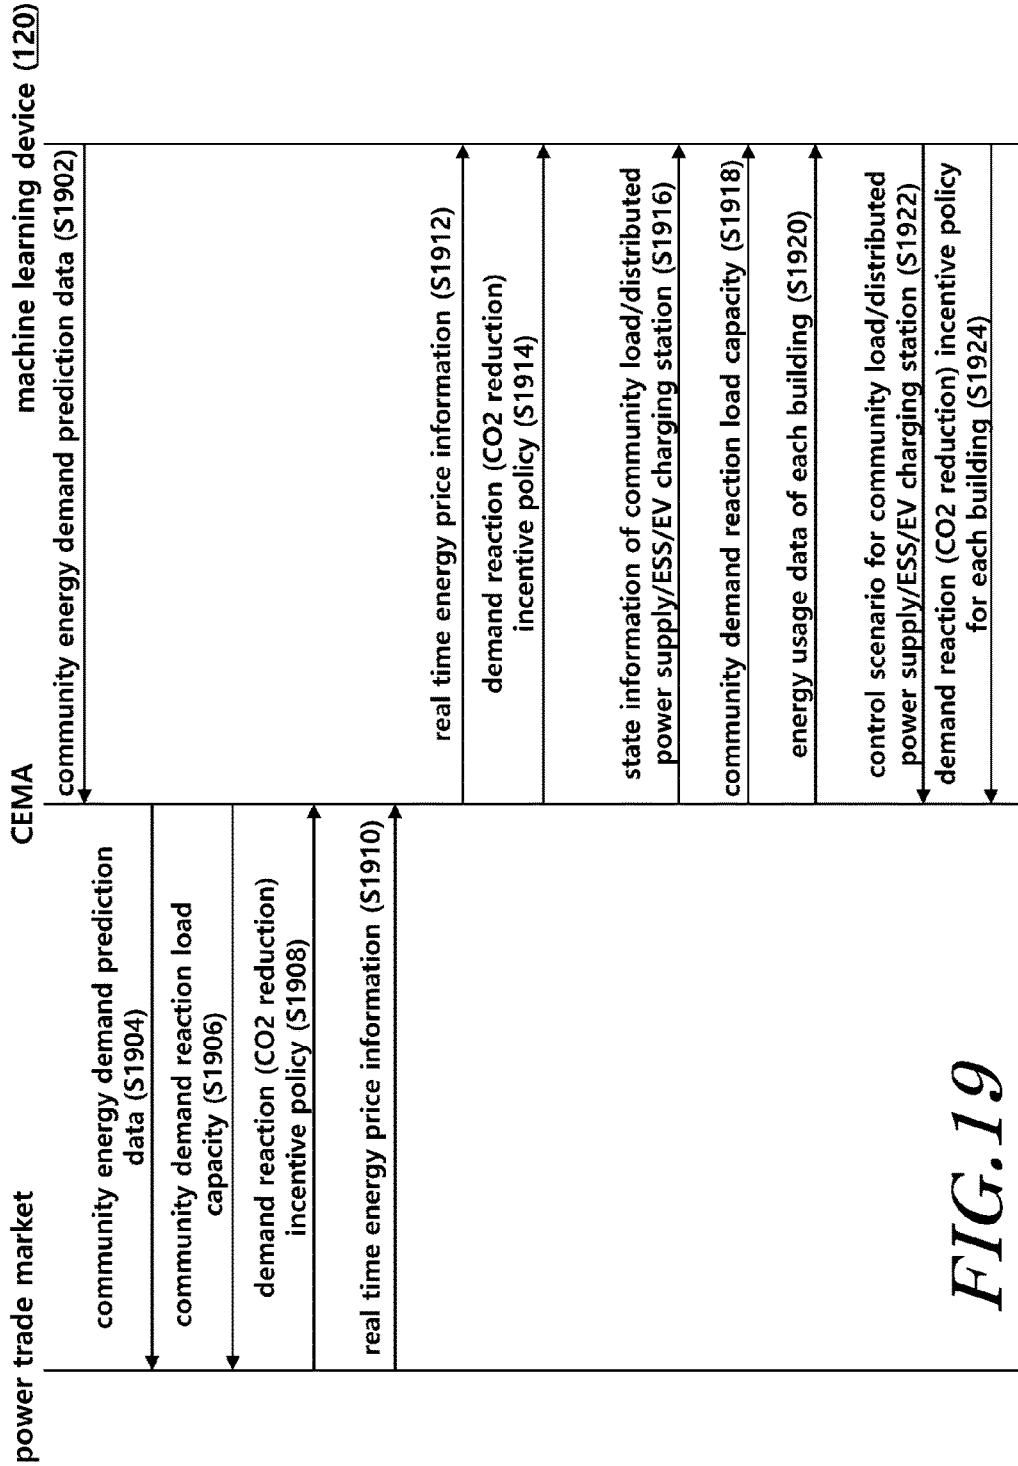 power trade market
CEMA
machine learning device (120)
community energy demand prediction data (S1902)
community energy demand prediction
data (S1904)
community demand reaction load
capacity (S1906)
demand reaction (CO2 reduction)
incentive policy (S1908)
real time energy price information (S1910)
real time energy price information (S1912)
demand reaction (CO2 reduction)
incentive policy (S1914)
state information of community load/distributed
power supply/ESS/EV charging station (S1916)
community demand reaction load capacity (S1918)
energy usage data of each building (S1920)
control scenario for community load/distributed
power supply/ESS/EV charging station (S1922)
demand reaction (CO2 reduction) incentive policy
for each building (S1924)
FIG.19